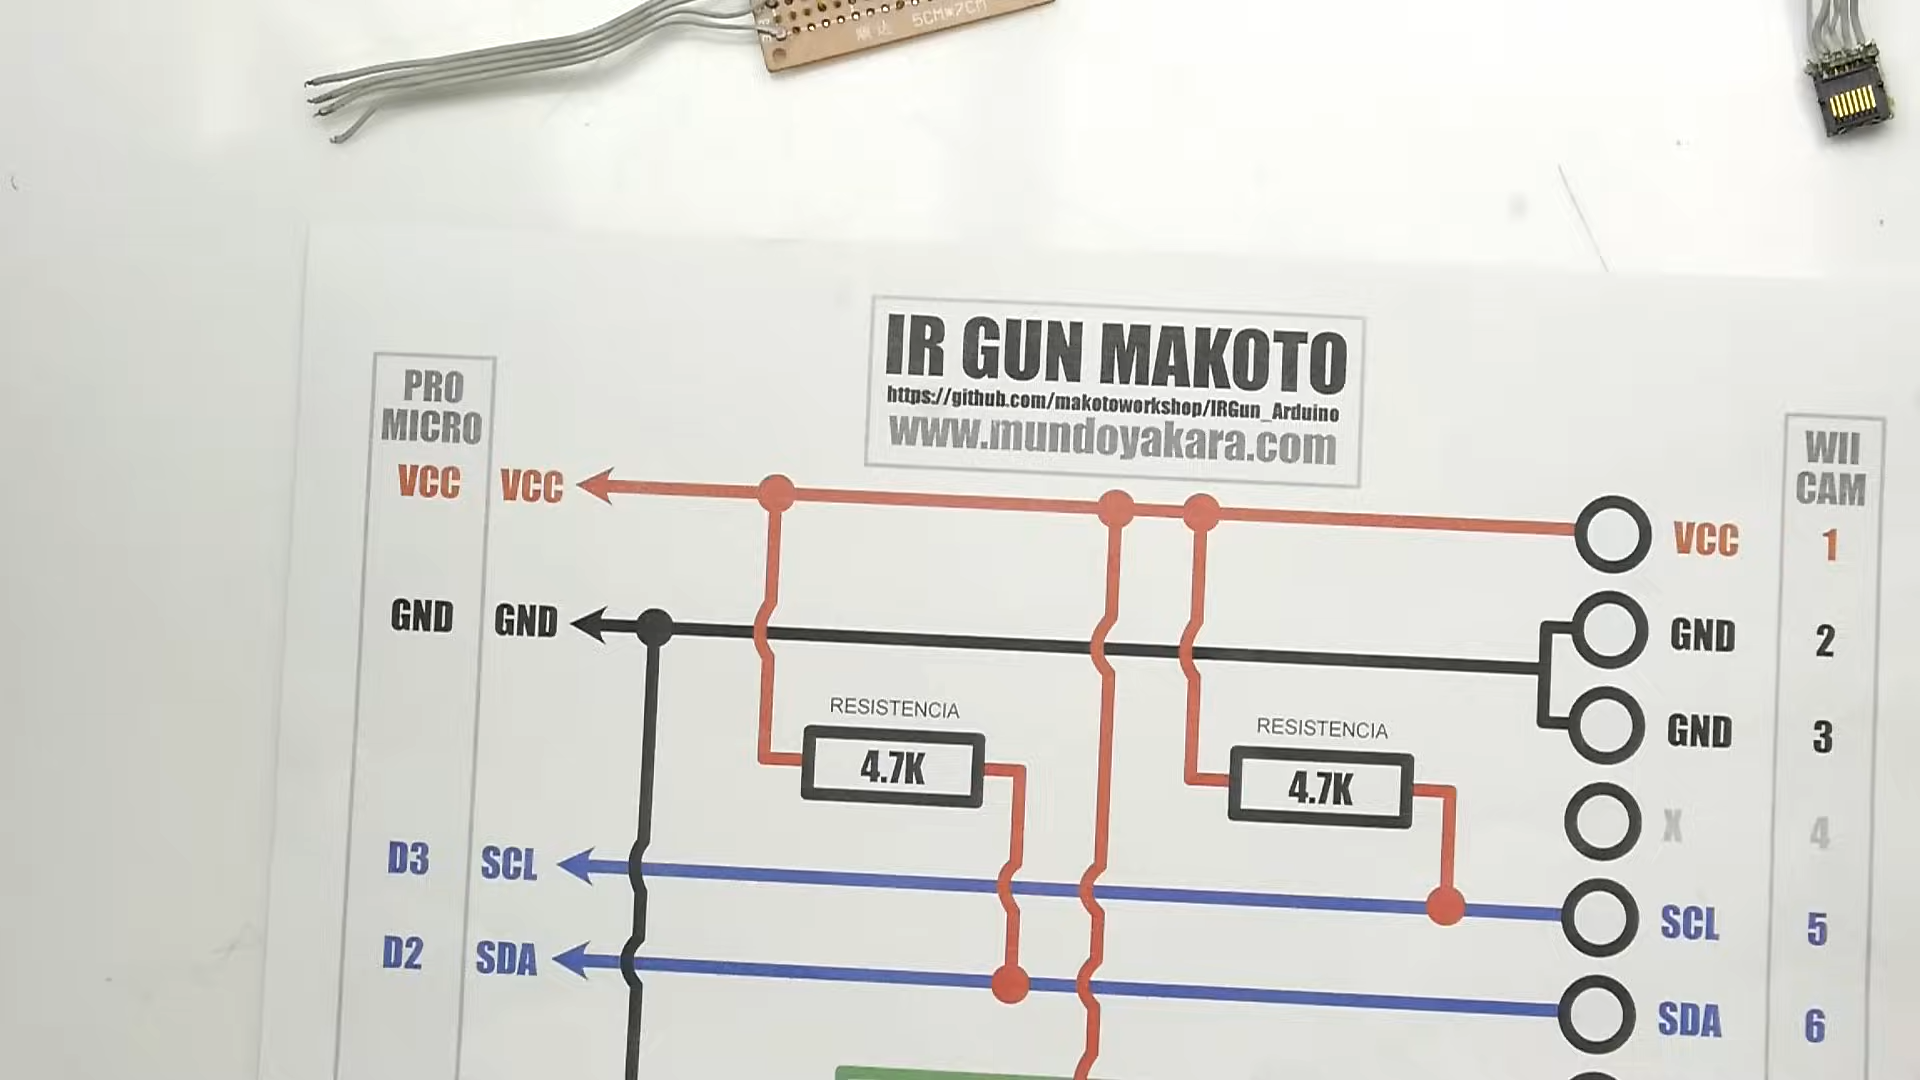 5CM*7CM
IR GUN MAKOTO
https://github.com/makotoworkshop/IRGun_Arduino
www.mundoyakara.com
PRO
MICRO
WII
CAM
VCC VCC
VCC 1
GND GND
GND 2
GND 3
RESISTENCIA
4.7K
RESISTENCIA
4.7K
X 4
D3 SCL
SCL 5
D2 SDA
SDA 6